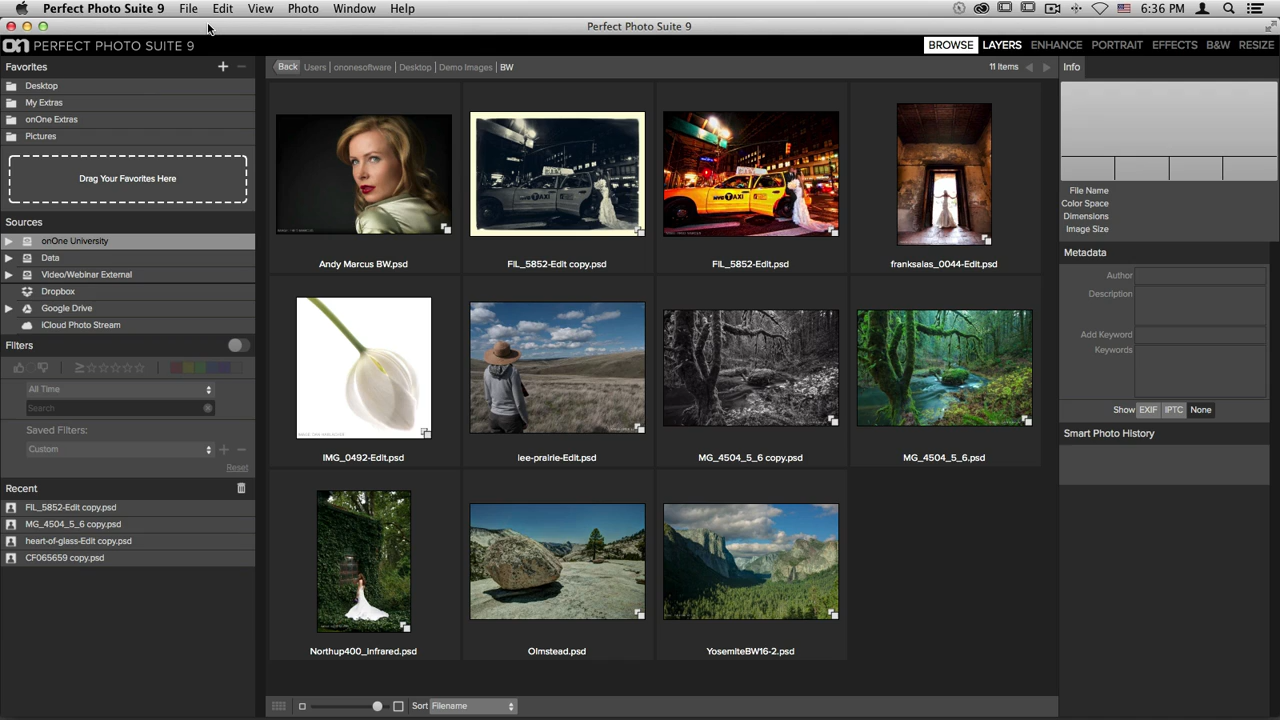 Perfect Photo Suite 9 File Edit View Photo Window Help 6:36 PM
Perfect Photo Suite 9
on PERFECT PHOTO SUITE 9 BROWSE LAYERS ENHANCE PORTRAIT EFFECTS B&W RESIZE
Favorites
Desktop
My Extras
onOne Extras
Pictures
Drag Your Favorites Here
Sources
onOne University
Data
Video/Webinar External
Dropbox
Google Drive
iCloud Photo Stream
Filters
All Time
Search
Saved Filters:
Custom
Reset
Recent
FIL_5852-Edit copy.psd
MG_4504_5_6 copy.psd
heart-of-glass-Edit copy.psd
CF065659 copy.psd
Back Users ononesoftware Desktop Demo Images BW 11 Items
Andy Marcus BW.psd
FIL_5852-Edit copy.psd
FIL_5852-Edit.psd
franksalas_0044-Edit.psd
IMG_0492-Edit.psd
lee-prairie-Edit.psd
MG_4504_5_6 copy.psd
MG_4504_5_6.psd
Northup400_Infrared.psd
Olmstead.psd
YosemiteBW16-2.psd
Sort Filename
Info
File Name
Color Space
Dimensions
Image Size
Metadata
Author
Description
Add Keyword
Keywords
Show EXIF IPTC None
Smart Photo History